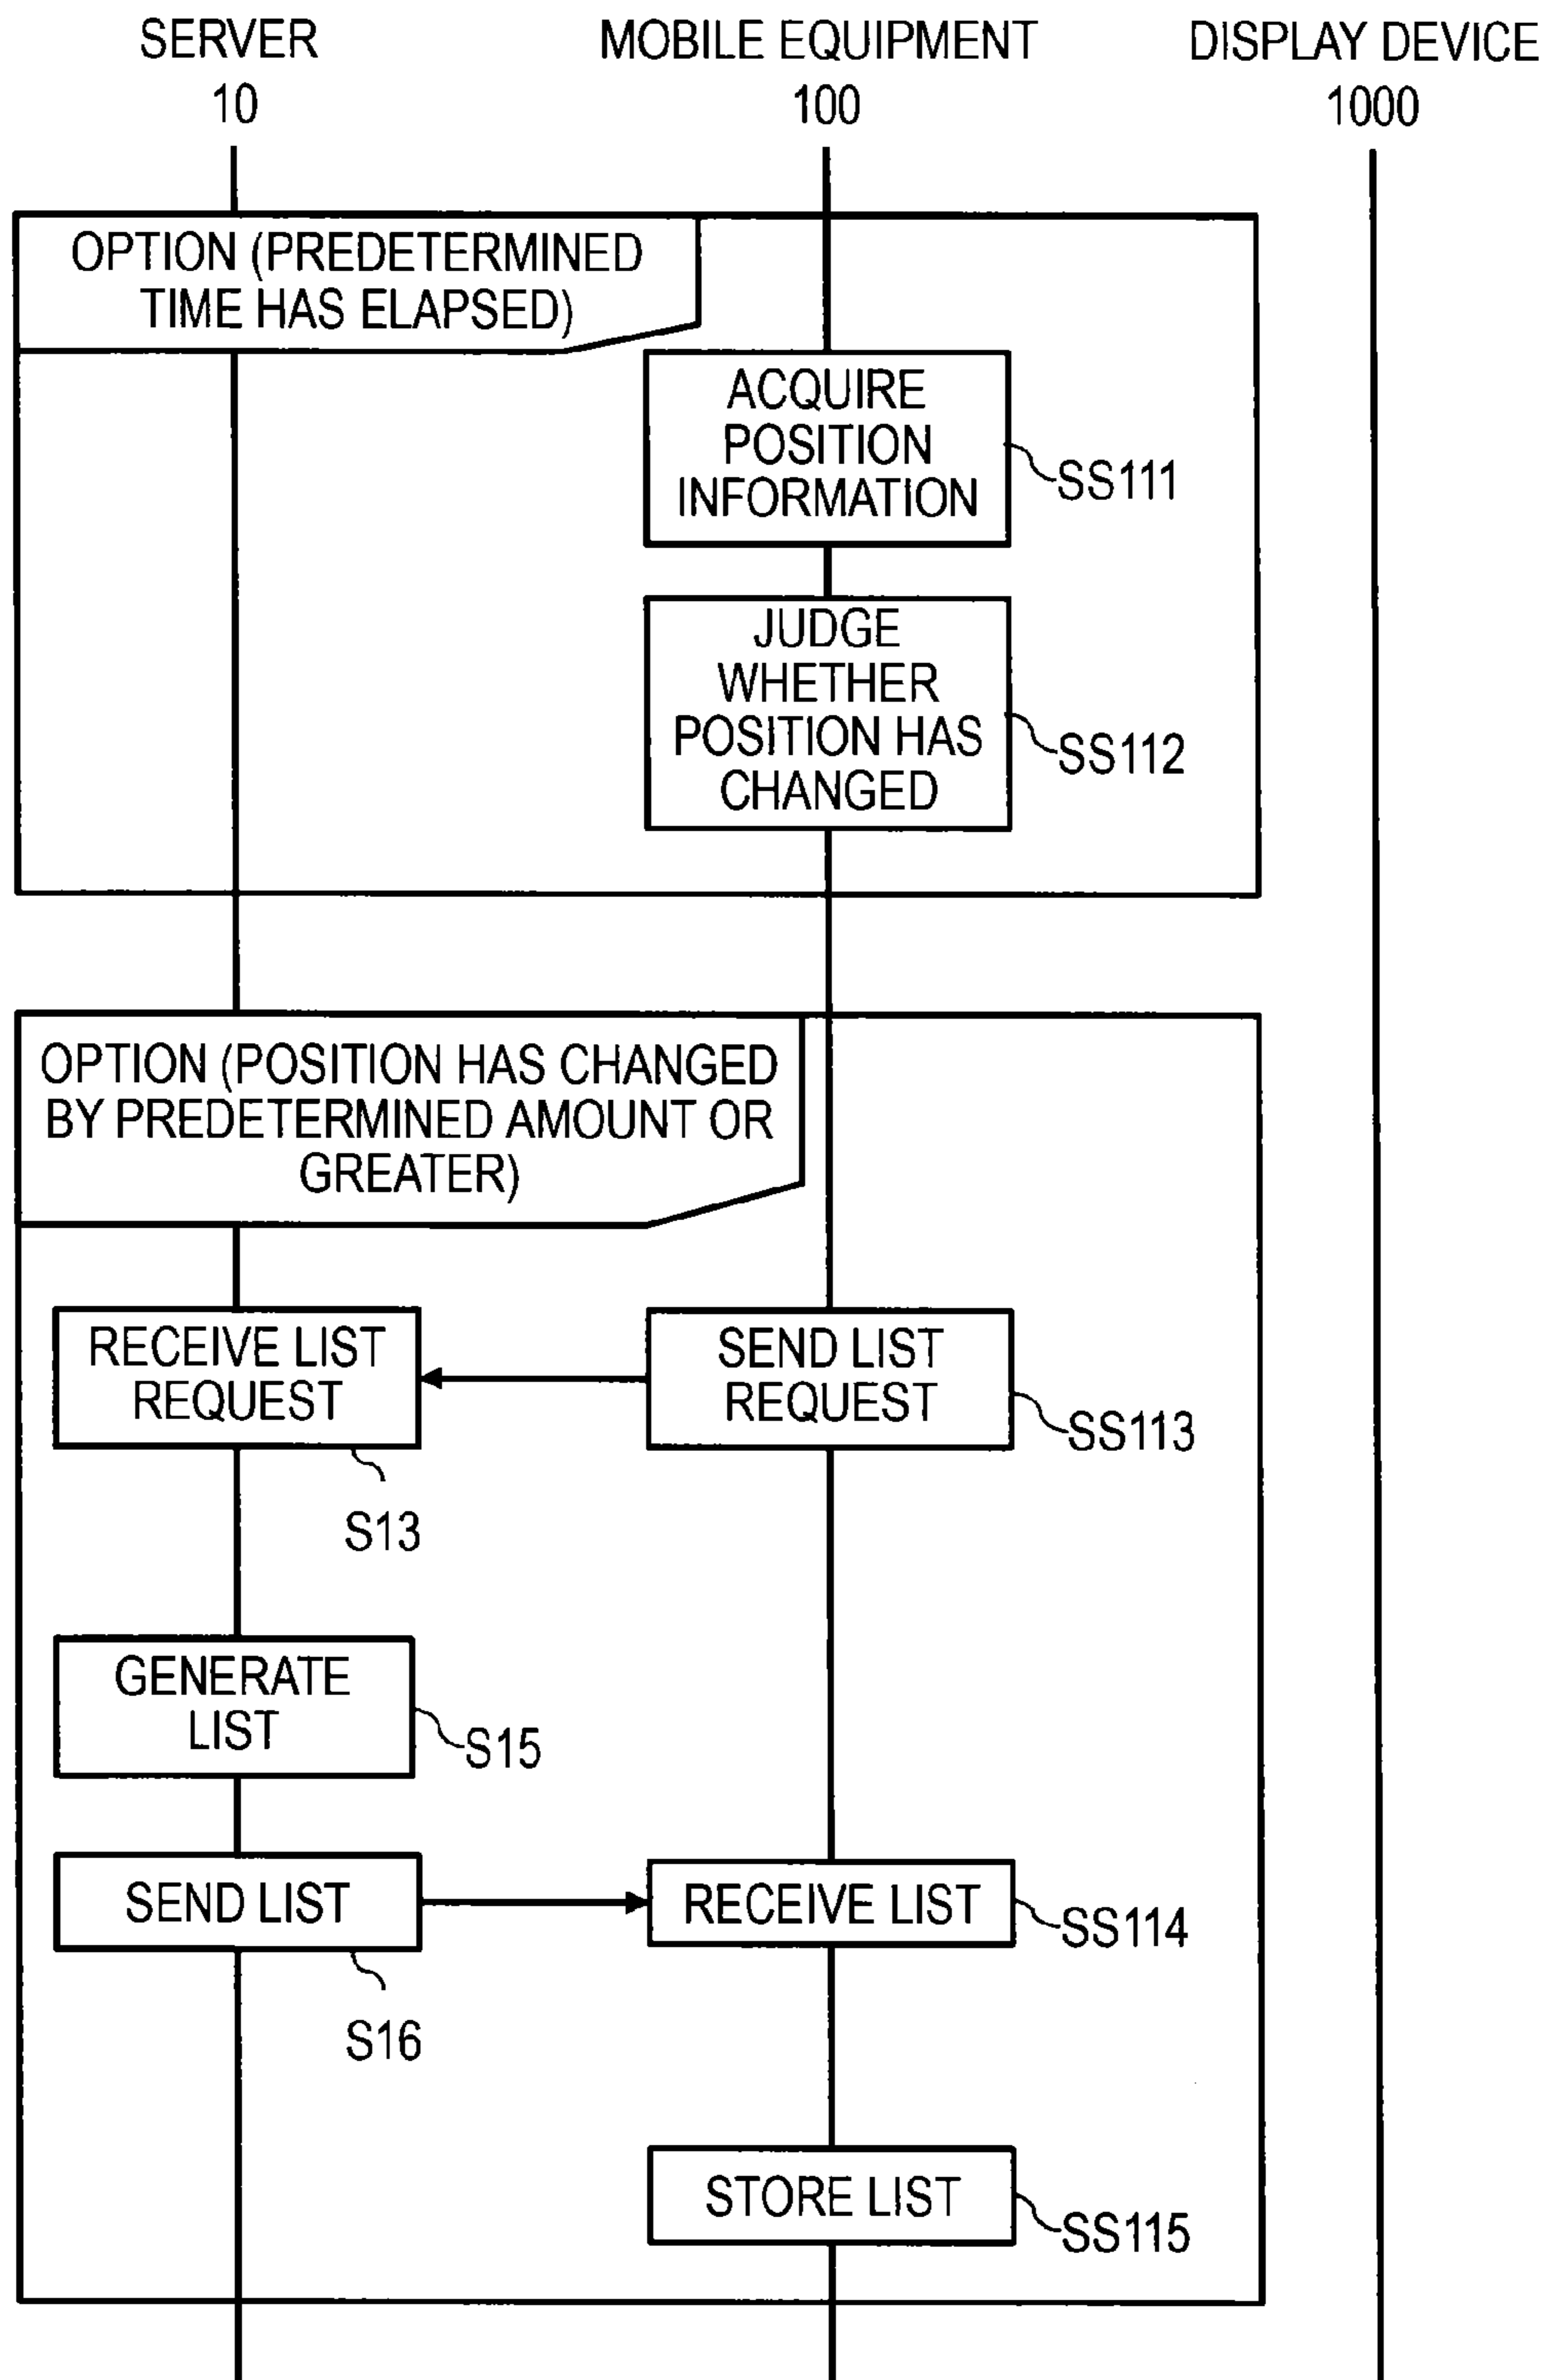 SERVER
10
MOBILE EQUIPMENT
100
DISPLAY DEVICE
1000
OPTION (PREDETERMINED
TIME HAS ELAPSED)
ACQUIRE
POSITION
INFORMATION
SS111
JUDGE
WHETHER
POSITION HAS
CHANGED
SS112
OPTION (POSITION HAS CHANGED
BY PREDETERMINED AMOUNT OR
GREATER)
RECEIVE LIST
REQUEST
S13
SEND LIST
REQUEST
SS113
GENERATE
LIST
S15
SEND LIST
S16
RECEIVE LIST
SS114
STORE LIST
SS115